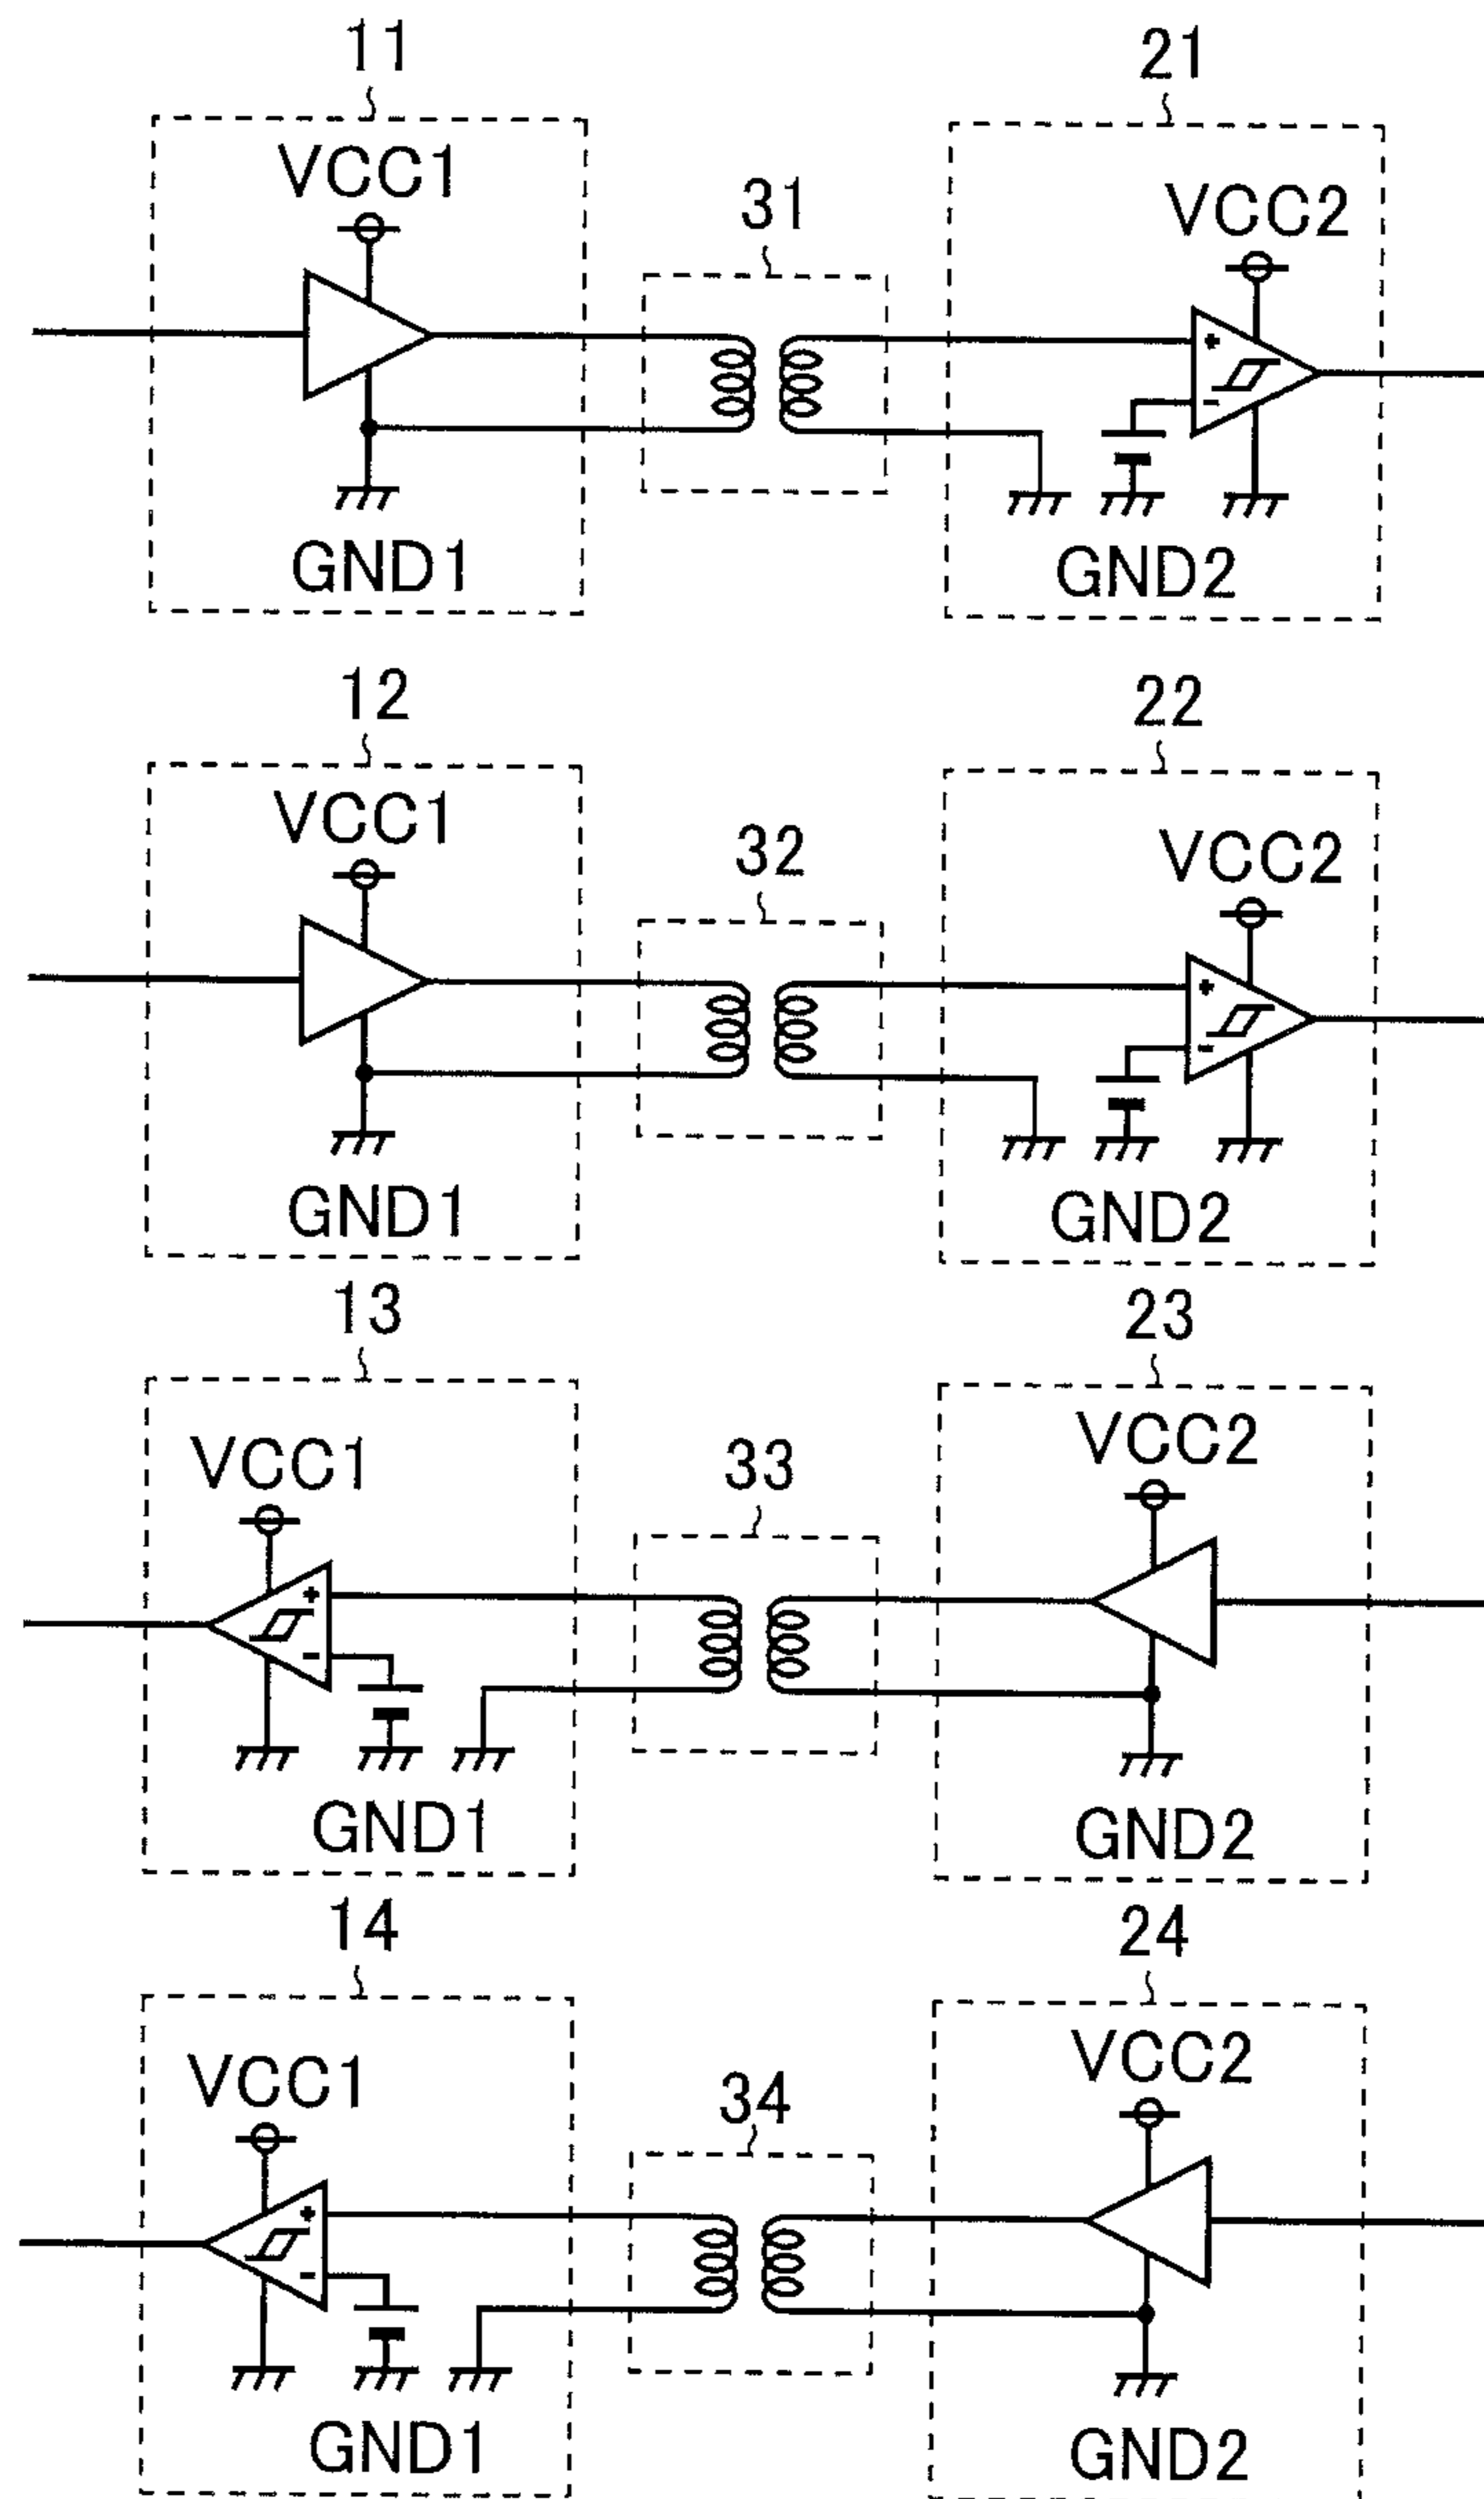 11
21
VCC1
31
VCC2
+
-
GND1
GND2
12
22
VCC1
32
VCC2
+
-
GND1
GND2
13
23
VCC1
33
VCC2
+
-
GND1
GND2
14
24
VCC1
34
VCC2
+
-
GND1
GND2